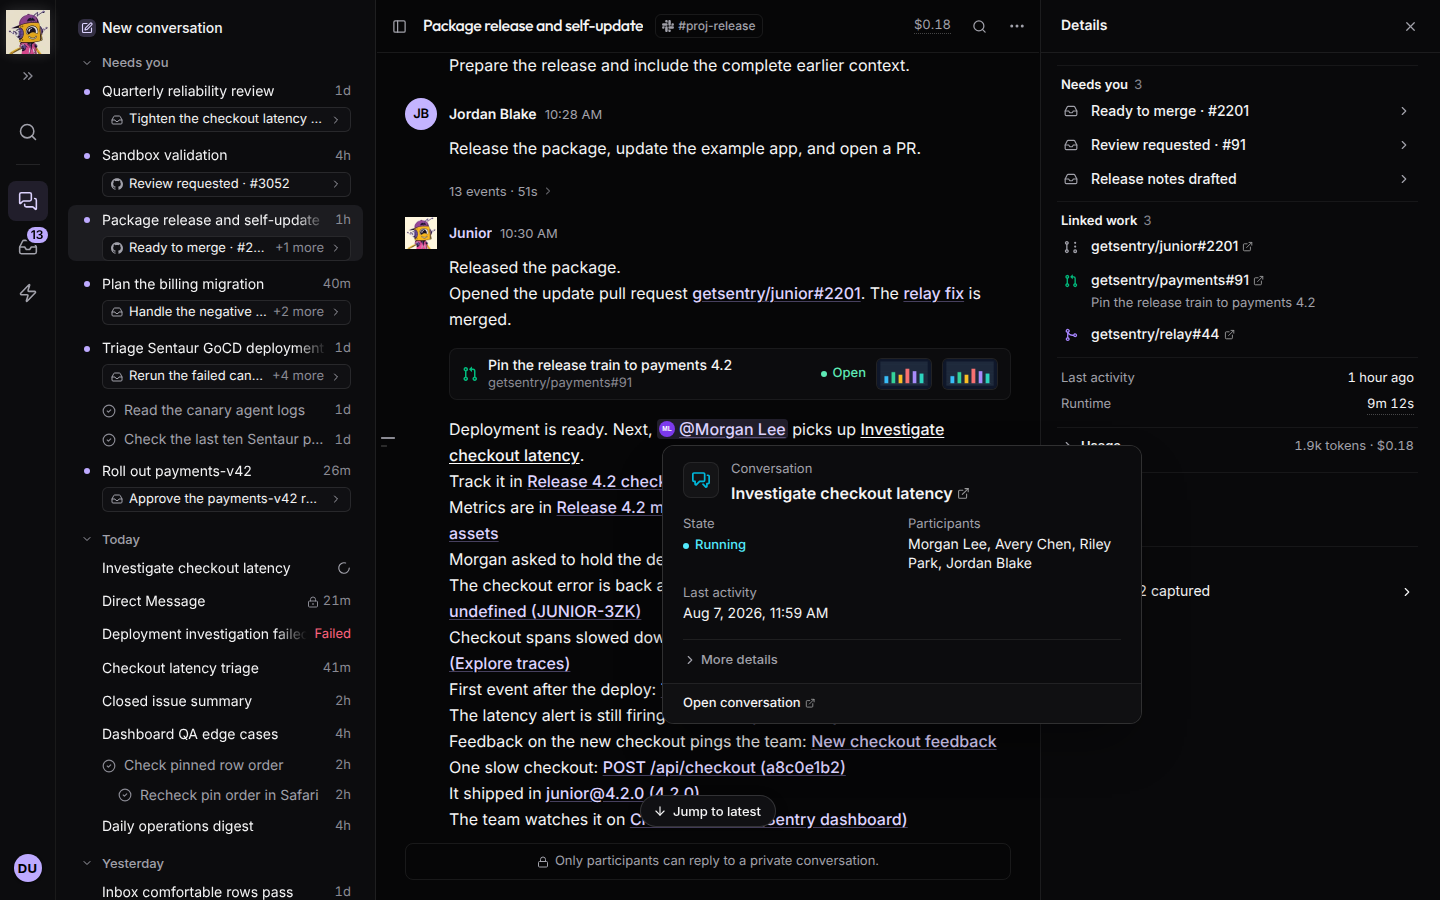 New conversation
Needs you
Quarterly reliability review 1d
Tighten the checkout latency ...
Sandbox validation 4h
Review requested · #3052
Package release and self-update 1h
Ready to merge · #2... +1 more
13
Plan the billing migration 40m
Handle the negative ... +2 more
Triage Sentaur GoCD deployment 1d
Rerun the failed can... +4 more
Read the canary agent logs 1d
Check the last ten Sentaur p... 1d
Roll out payments-v42 26m
Approve the payments-v42 r...
Today
Investigate checkout latency
Direct Message 21m
Deployment investigation failed Failed
Checkout latency triage 41m
Closed issue summary 2h
Dashboard QA edge cases 4h
Check pinned row order 2h
Recheck pin order in Safari 2h
Daily operations digest 4h
Yesterday
Inbox comfortable rows pass 1d
DU
Package release and self-update #proj-release $0.18
Prepare the release and include the complete earlier context.
JB Jordan Blake 10:28 AM
Release the package, update the example app, and open a PR.
13 events · 51s
Junior 10:30 AM
Released the package.
Opened the update pull request getsentry/junior#2201. The relay fix is
merged.
Pin the release train to payments 4.2
getsentry/payments#91
Open
Deployment is ready. Next, ML @Morgan Lee picks up Investigate
checkout latency.
Track it in Release 4.2 check
Metrics are in Release 4.2 m
assets
Morgan asked to hold the de
The checkout error is back a
undefined (JUNIOR-3ZK)
Checkout spans slowed dow
(Explore traces)
First event after the deploy:
The latency alert is still firing
Feedback on the new checkout pings the team: New checkout feedback
One slow checkout: POST /api/checkout (a8c0e1b2)
It shipped in junior@4.2.0 (4.2.0)
The team watches it on C entry dashboard)
Jump to latest
Only participants can reply to a private conversation.
Conversation
Investigate checkout latency
State
Running
Participants
Morgan Lee, Avery Chen, Riley
Park, Jordan Blake
Last activity
Aug 7, 2026, 11:59 AM
More details
Open conversation
Details
Needs you 3
Ready to merge · #2201
Review requested · #91
Release notes drafted
Linked work 3
getsentry/junior#2201
getsentry/payments#91
Pin the release train to payments 4.2
getsentry/relay#44
Last activity 1 hour ago
Runtime 9m 12s
Usage 1.9k tokens · $0.18
2 captured